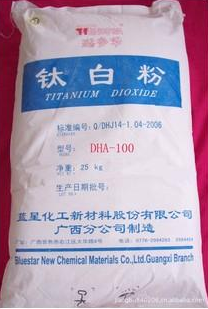 钛白粉
TITANIUM DIOXIDE
标准编号: Q/DHJ14-1.04-2006
型号: DHA-100
净重: 25 kg
生产日期批号:
蓝星化工新材料股份有限公司
广西分公司制造
Bluestar New Chemical Materials Co.,Ltd.Guangxi Branch